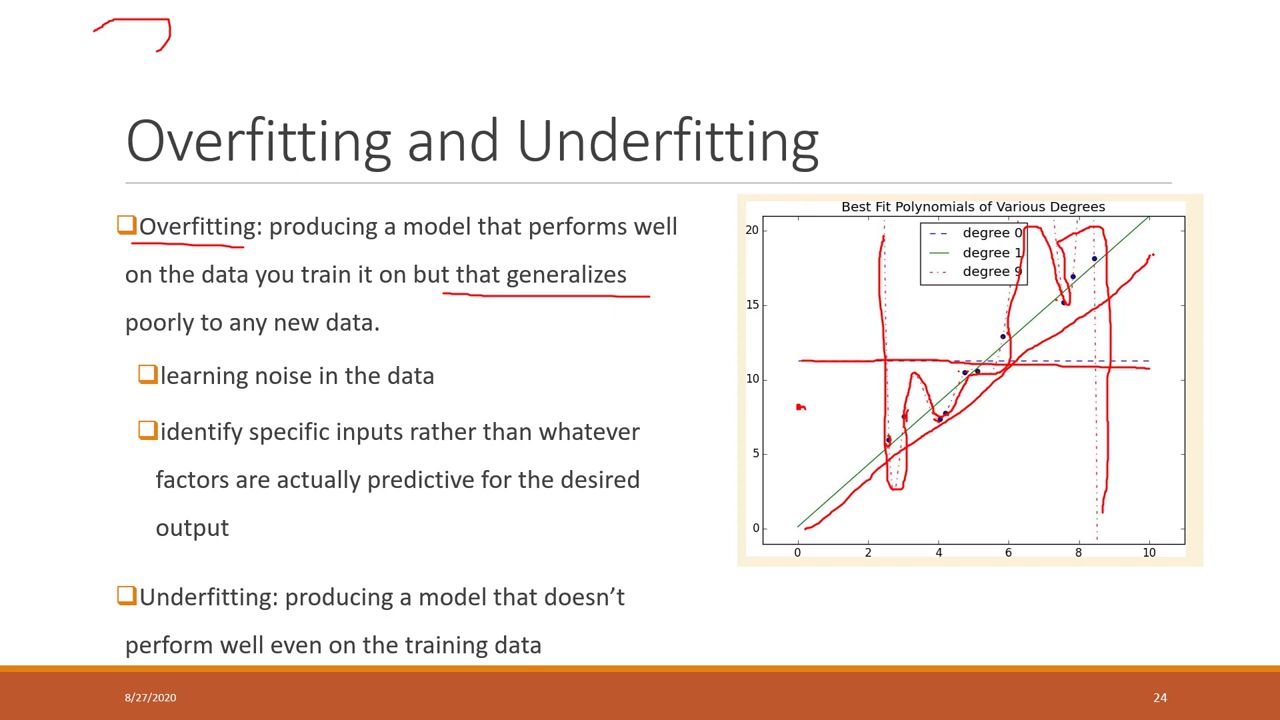 Overfitting and Underfitting
❑Overfitting: producing a model that performs well
on the data you train it on but that generalizes
poorly to any new data.
❑learning noise in the data
❑identify specific inputs rather than whatever
factors are actually predictive for the desired
output
❑Underfitting: producing a model that doesn’t
perform well even on the training data
Best Fit Polynomials of Various Degrees
degree 0
degree 1
degree 9
20
15
10
5
0
0 2 4 6 8 10
8/27/2020
24